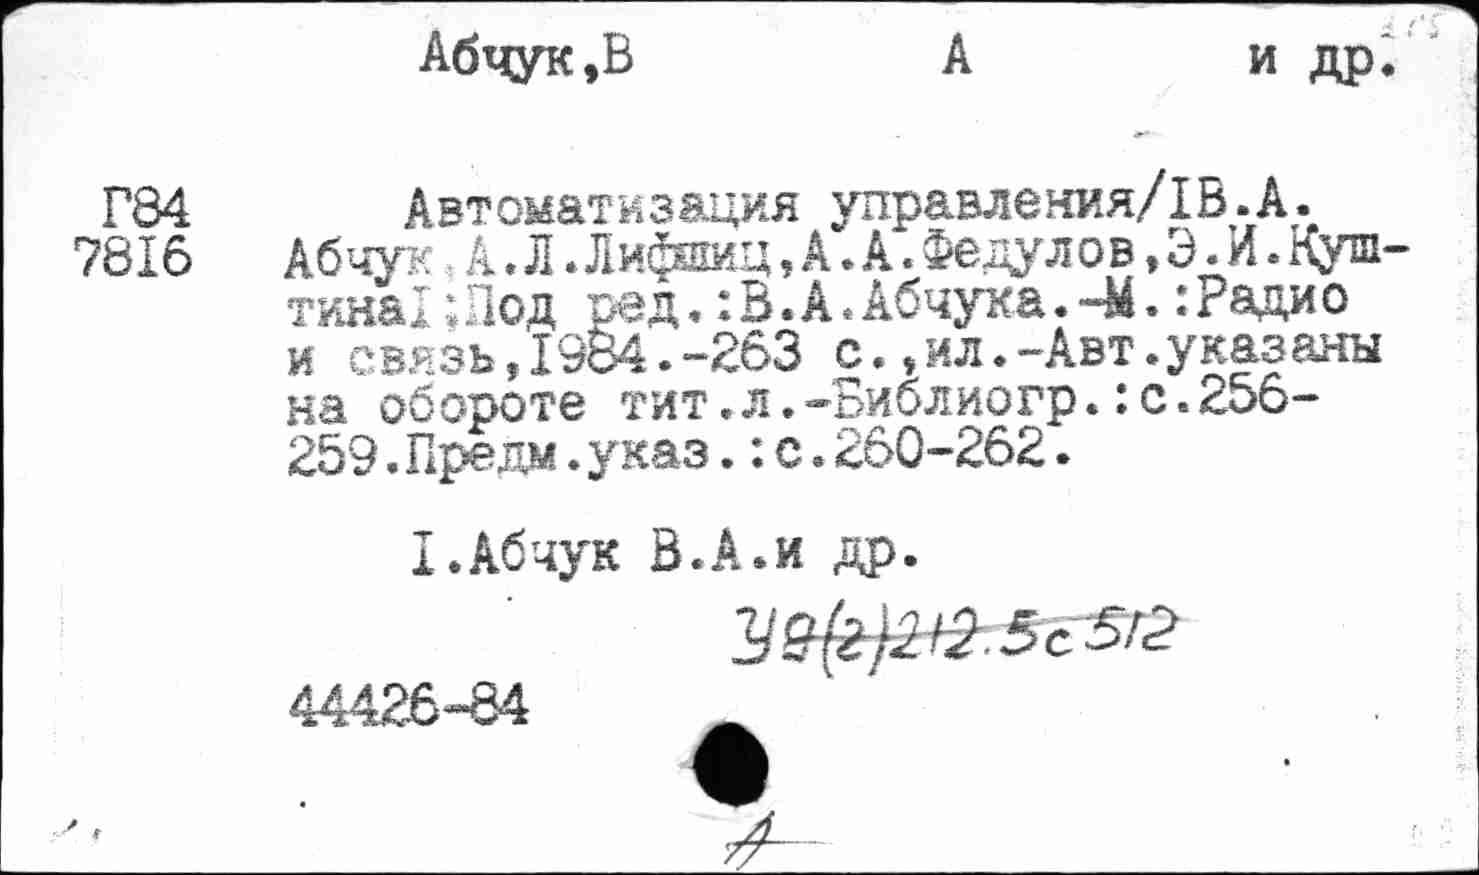 Абчук,В А и др.
Г84 Автоматизация управления/IВ.А.
7816 Абчук,А.Л.Лифшиц,А.А.Федулов,Э.И.Куш-
тинаI;Под ред.:В.А.Абчука.-М.:Радио
и связь,1984.-263 с.,ил.-Авт.указаны
на обороте тит.л.-Библиогр.:с.256-
259.Предм.указ.:с.260-262.
I.Абчук В.А.и др.
У9(2)212.5с512
44426-84
А